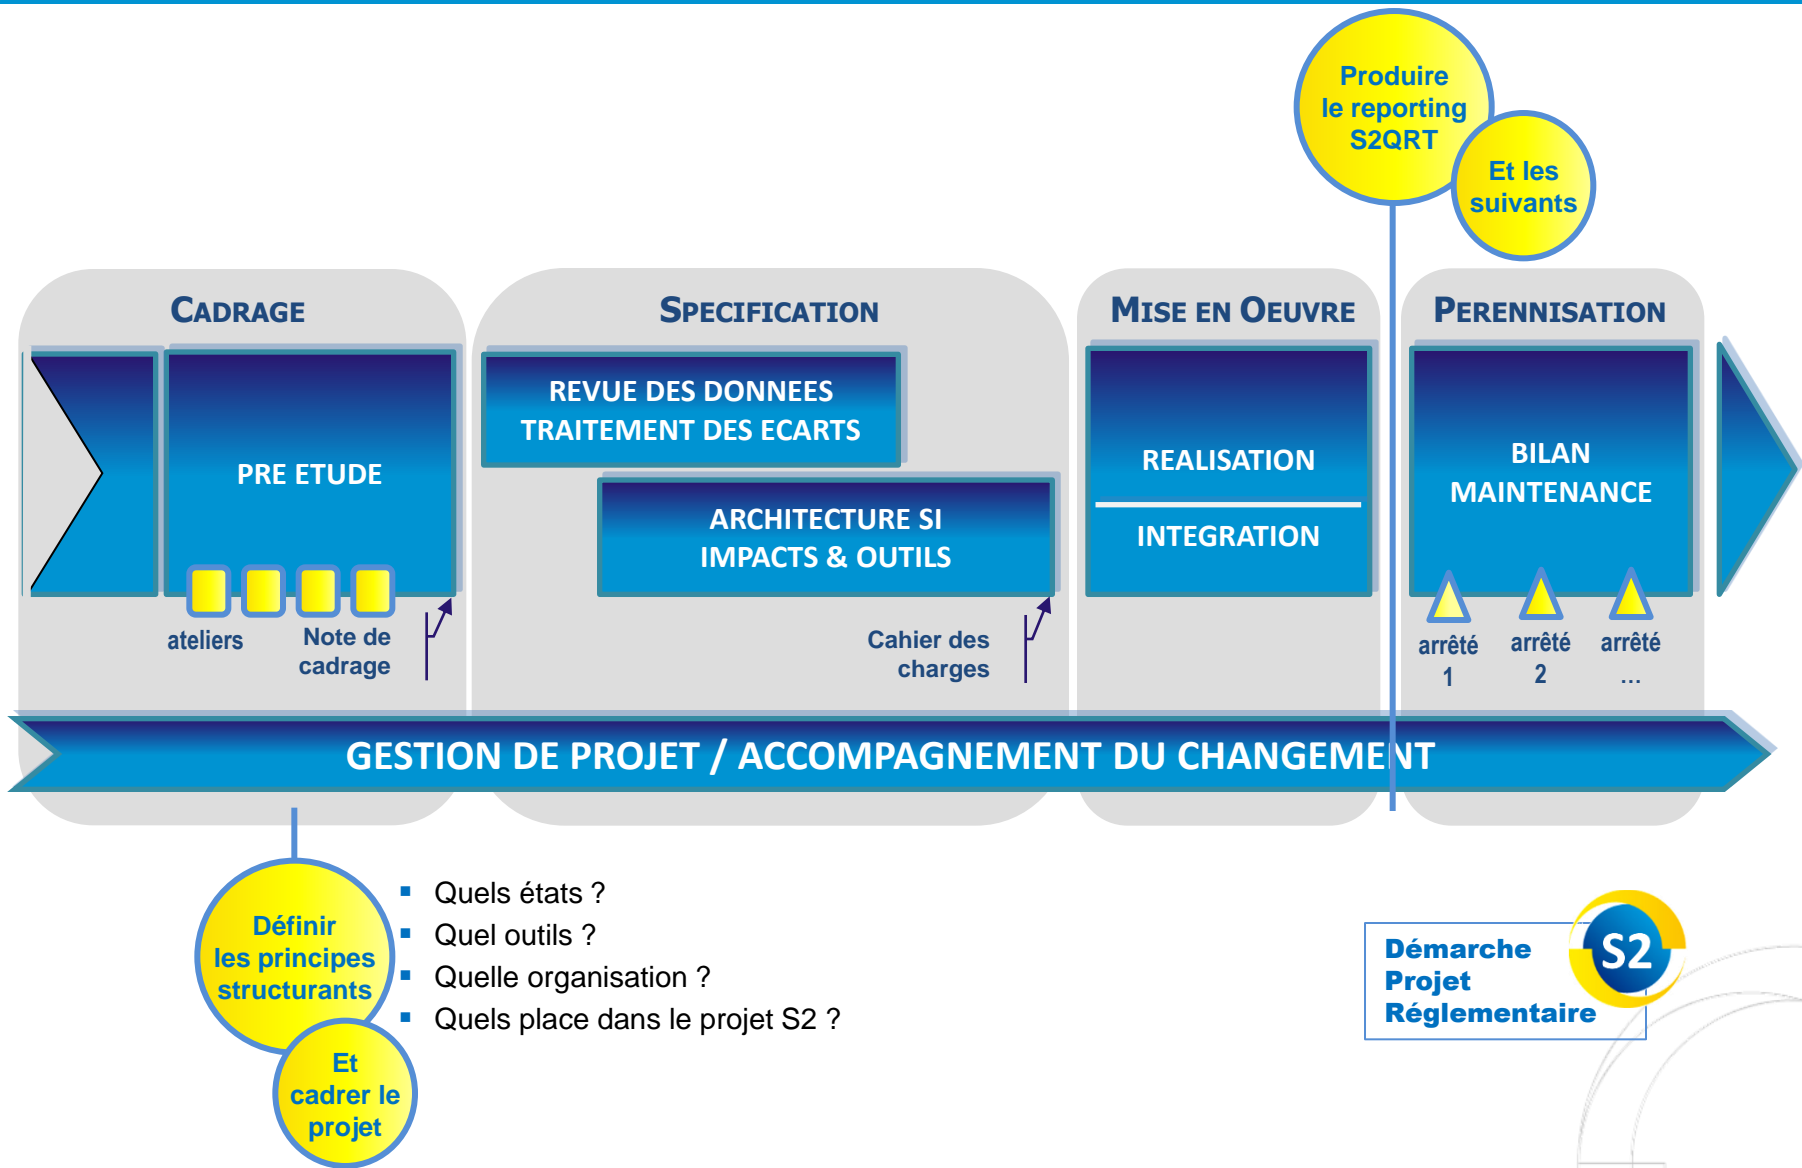 Produire
le reporting
S2QRT
Et les
suivants
CADRAGE
SPECIFICATION
MISE EN OEUVRE
PERENNISATION
PRE ETUDE
REVUE DES DONNEES
TRAITEMENT DES ECARTS
ARCHITECTURE SI
IMPACTS & OUTILS
REALISATION
INTEGRATION
BILAN
MAINTENANCE
ateliers
Note de
cadrage
Cahier des
charges
arrêté
1
arrêté
2
arrêté
...
GESTION DE PROJET / ACCOMPAGNEMENT DU CHANGEMENT
Définir
les principes
structurants
Et
cadrer le
projet
▪ Quels états ?
▪ Quel outils ?
▪ Quelle organisation ?
▪ Quels place dans le projet S2 ?
Démarche
Projet
Réglementaire
S2